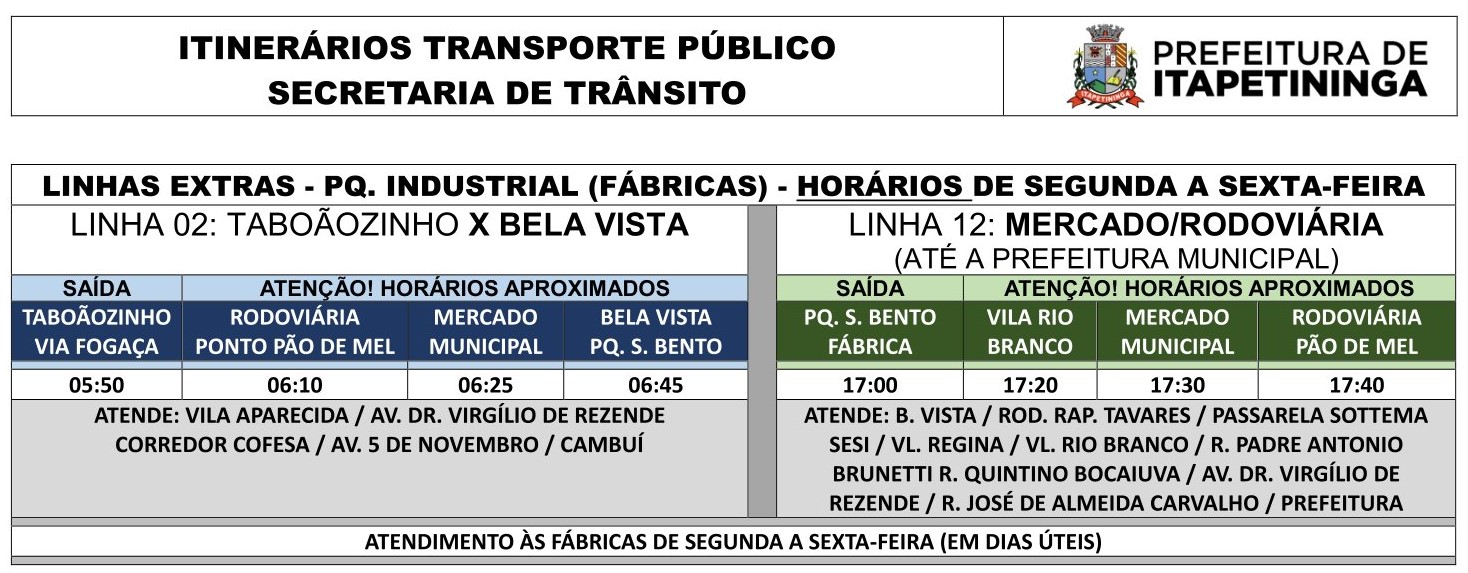 ITINERÁRIOS TRANSPORTE PÚBLICO
SECRETARIA DE TRÂNSITO
ITAPETININGA
PREFEITURA DE
ITAPETININGA
LINHAS EXTRAS - PQ. INDUSTRIAL (FÁBRICAS) - HORÁRIOS DE SEGUNDA A SEXTA-FEIRA
LINHA 02: TABOÃOZINHO X BELA VISTA
SAÍDA ATENÇÃO! HORÁRIOS APROXIMADOS
TABOÃOZINHO RODOVIÁRIA MERCADO BELA VISTA
VIA FOGAÇA PONTO PÃO DE MEL MUNICIPAL PQ. S. BENTO
05:50 06:10 06:25 06:45
ATENDE: VILA APARECIDA / AV. DR. VIRGÍLIO DE REZENDE
CORREDOR COFESA / AV. 5 DE NOVEMBRO / CAMBUÍ
LINHA 12: MERCADO/RODOVIÁRIA
(ATÉ A PREFEITURA MUNICIPAL)
SAÍDA ATENÇÃO! HORÁRIOS APROXIMADOS
PQ. S. BENTO VILA RIO MERCADO RODOVIÁRIA
FÁBRICA BRANCO MUNICIPAL PÃO DE MEL
17:00 17:20 17:30 17:40
ATENDE: B. VISTA / ROD. RAP. TAVARES / PASSARELA SOTTEMA
SESI / VL. REGINA / VL. RIO BRANCO / R. PADRE ANTONIO
BRUNETTI R. QUINTINO BOCAIUVA / AV. DR. VIRGÍLIO DE
REZENDE / R. JOSÉ DE ALMEIDA CARVALHO / PREFEITURA
ATENDIMENTO ÀS FÁBRICAS DE SEGUNDA A SEXTA-FEIRA (EM DIAS ÚTEIS)